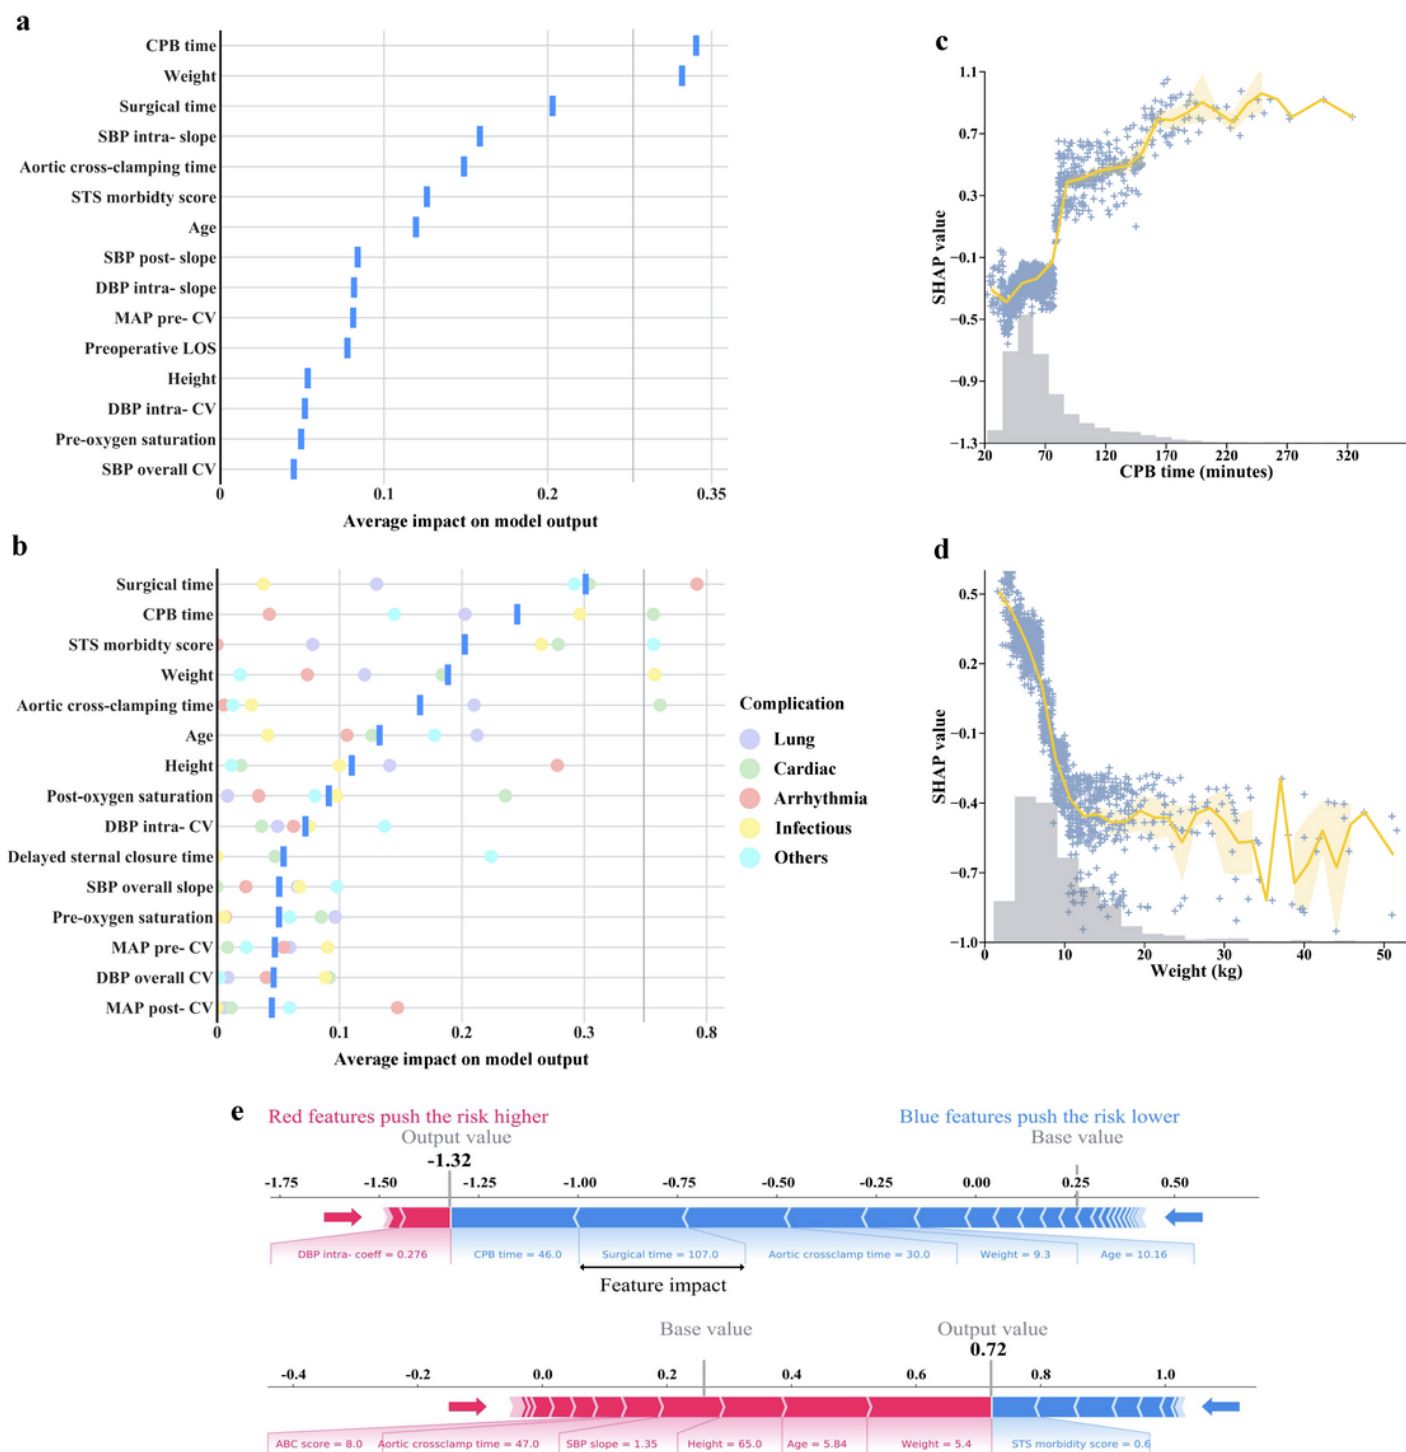 a
CPB time
Weight
Surgical time
SBP intra- slope
Aortic cross-clamping time
STS morbidty score
Age
SBP post- slope
DBP intra- slope
MAP pre- CV
Preoperative LOS
Height
DBP intra- CV
Pre-oxygen saturation
SBP overall CV
0 0.1 0.2 0.35
Average impact on model output
b
Surgical time
CPB time
STS morbidty score
Weight
Aortic cross-clamping time
Age
Height
Post-oxygen saturation
DBP intra- CV
Delayed sternal closure time
SBP overall slope
Pre-oxygen saturation
MAP pre- CV
DBP overall CV
MAP post- CV
0 0.1 0.2 0.3 0.8
Average impact on model output
Complication
Lung
Cardiac
Arrhythmia
Infectious
Others
c
SHAP value
1.1
0.7
0.3
−0.1
−0.5
−0.9
−1.3
20 70 120 170 220 270 320
CPB time (minutes)
d
SHAP value
0.5
0.2
−0.1
−0.4
−0.7
−1.0
0 10 20 30 40 50
Weight (kg)
e
Red features push the risk higher
Blue features push the risk lower
Output value
Base value
-1.32
-1.75 -1.50 -1.25 -1.00 -0.75 -0.50 -0.25 0.00 0.25 0.50
DBP intra- coeff = 0.276 CPB time = 46.0 Surgical time = 107.0 Aortic crossclamp time = 30.0 Weight = 9.3 Age = 10.16
Feature impact
Base value
Output value
0.72
-0.4 -0.2 0.0 0.2 0.4 0.6 0.8 1.0
ABC score = 8.0 Aortic crossclamp time = 47.0 SBP slope = 1.35 Height = 65.0 Age = 5.84 Weight = 5.4 STS morbidity score = 0.6